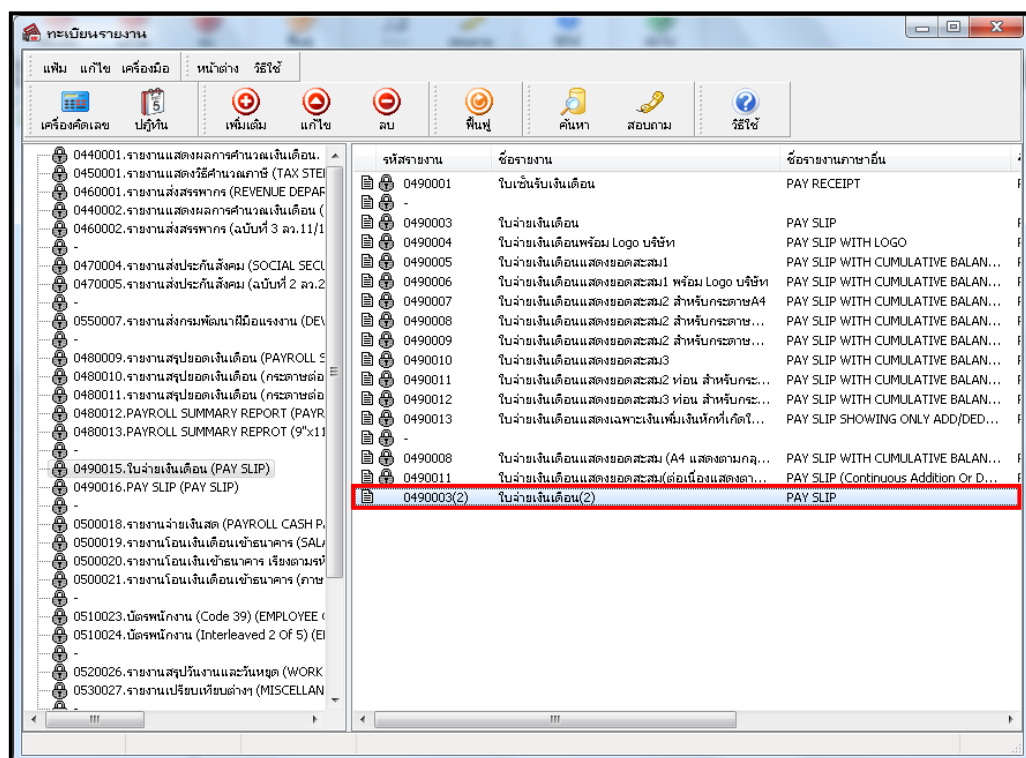 ทะเบียนรายงาน
แฟ้ม แก้ไข เครื่องมือ หน้าต่าง วิธีใช้
เครื่องคิดเลข ปฏิทิน เพิ่มเติม แก้ไข ลบ ฟื้นฟู ค้นหา สอบถาม วิธีใช้
0440001.รายงานแสดงผลการคำนวณเงินเดือน.
0450001.รายงานแสดงวิธีคำนวณภาษี (TAX STEI
0460001.รายงานส่งสรรพากร (REVENUE DEPAR
0440002.รายงานแสดงผลการคำนวณเงินเดือน (
0460002.รายงานส่งสรรพากร (ฉบับที่ 3 ลว.11/1
-
0470004.รายงานส่งประกันสังคม (SOCIAL SECU
0470005.รายงานส่งประกันสังคม (ฉบับที่ 2 ลว.2
-
0550007.รายงานส่งกรมพัฒนาฝีมือแรงงาน (DEV
-
0480009.รายงานสรุปยอดเงินเดือน (PAYROLL S
0480010.รายงานสรุปยอดเงินเดือน (กระดาษต่อ
0480011.รายงานสรุปยอดเงินเดือน (กระดาษต่อ
0480012.PAYROLL SUMMARY REPORT (PAYR
0480013.PAYROLL SUMMARY REPROT (9"x11
-
0490015.ใบจ่ายเงินเดือน (PAY SLIP)
0490016.PAY SLIP (PAY SLIP)
-
0500018.รายงานจ่ายเงินสด (PAYROLL CASH P.
0500019.รายงานโอนเงินเดือนเข้าธนาคาร (SAL
0500020.รายงานโอนเงินเข้าธนาคาร เรียงตามรหั
0500021.รายงานโอนเงินเดือนเข้าธนาคาร (ภาษ
-
0510023.บัตรพนักงาน (Code 39) (EMPLOYEE
0510024.บัตรพนักงาน (Interleaved 2 Of 5) (EI
-
0520026.รายงานสรุปวันงานและวันหยุด (WORK
0530027.รายงานเปรียบเทียบต่างๆ (MISCELLAN
-
รหัสรายงาน ชื่อรายงาน ชื่อรายงานภาษาอื่น
0490001 ใบเซ็นรับเงินเดือน PAY RECEIPT
-
0490003 ใบจ่ายเงินเดือน PAY SLIP
0490004 ใบจ่ายเงินเดือนพร้อม Logo บริษัท PAY SLIP WITH LOGO
0490005 ใบจ่ายเงินเดือนแสดงยอดสะสม1 PAY SLIP WITH CUMULATIVE BALAN...
0490006 ใบจ่ายเงินเดือนแสดงยอดสะสม1 พร้อม Logo บริษัท PAY SLIP WITH CUMULATIVE BALAN...
0490007 ใบจ่ายเงินเดือนแสดงยอดสะสม2 สำหรับกระดาษA4 PAY SLIP WITH CUMULATIVE BALAN...
0490008 ใบจ่ายเงินเดือนแสดงยอดสะสม2 สำหรับกระดาษ... PAY SLIP WITH CUMULATIVE BALAN...
0490009 ใบจ่ายเงินเดือนแสดงยอดสะสม2 สำหรับกระดาษ... PAY SLIP WITH CUMULATIVE BALAN...
0490010 ใบจ่ายเงินเดือนแสดงยอดสะสม3 PAY SLIP WITH CUMULATIVE BALAN...
0490011 ใบจ่ายเงินเดือนแสดงยอดสะสม2 ท่อน สำหรับกระ... PAY SLIP WITH CUMULATIVE BALAN...
0490012 ใบจ่ายเงินเดือนแสดงยอดสะสม3 ท่อน สำหรับกระ... PAY SLIP WITH CUMULATIVE BALAN...
0490013 ใบจ่ายเงินเดือนแสดงเฉพาะเงินเพิ่มเงินหักที่เกิดใ... PAY SLIP SHOWING ONLY ADD/DED...
-
0490008 ใบจ่ายเงินเดือนแสดงยอดสะสม (A4 แสดงตามกลุ... PAY SLIP WITH CUMULATIVE BALAN...
0490011 ใบจ่ายเงินเดือนแสดงยอดสะสม(ต่อเนื่องแสดงตา... PAY SLIP (Continuous Addition Or D...
0490003(2) ใบจ่ายเงินเดือน(2) PAY SLIP